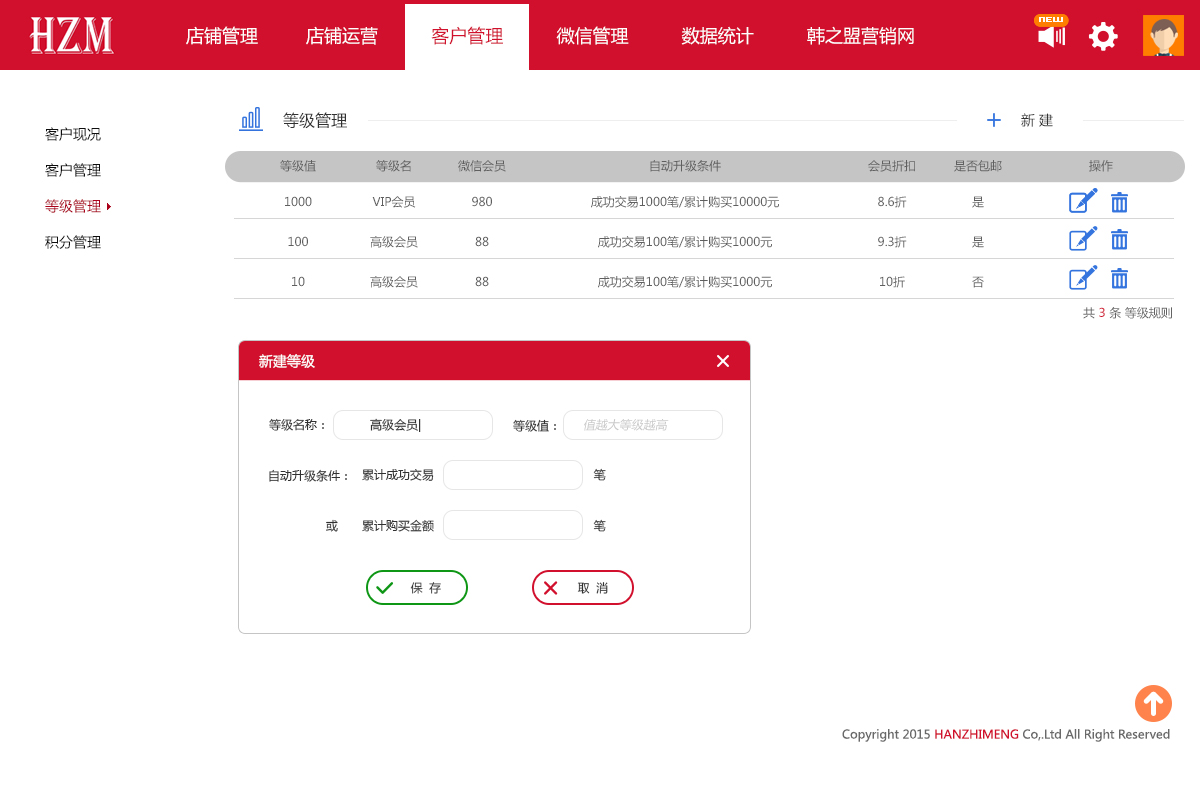 HZM 店铺管理 店铺运营 客户管理 微信管理 数据统计 韩之盟营销网 NEW
客户现况
客户管理
等级管理
积分管理
等级管理 新 建
等级值 等级名 微信会员 自动升级条件 会员折扣 是否包邮 操作
1000 VIP会员 980 成功交易1000笔/累计购买10000元 8.6折 是
100 高级会员 88 成功交易100笔/累计购买1000元 9.3折 是
10 高级会员 88 成功交易100笔/累计购买1000元 10折 否
共 3 条 等级规则
新建等级
等级名称： 高级会员 等级值： 值越大等级越高
自动升级条件： 累计成功交易 笔
或 累计购买金额 笔
保 存 取 消
Copyright 2015 HANZHIMENG Co,.Ltd All Right Reserved